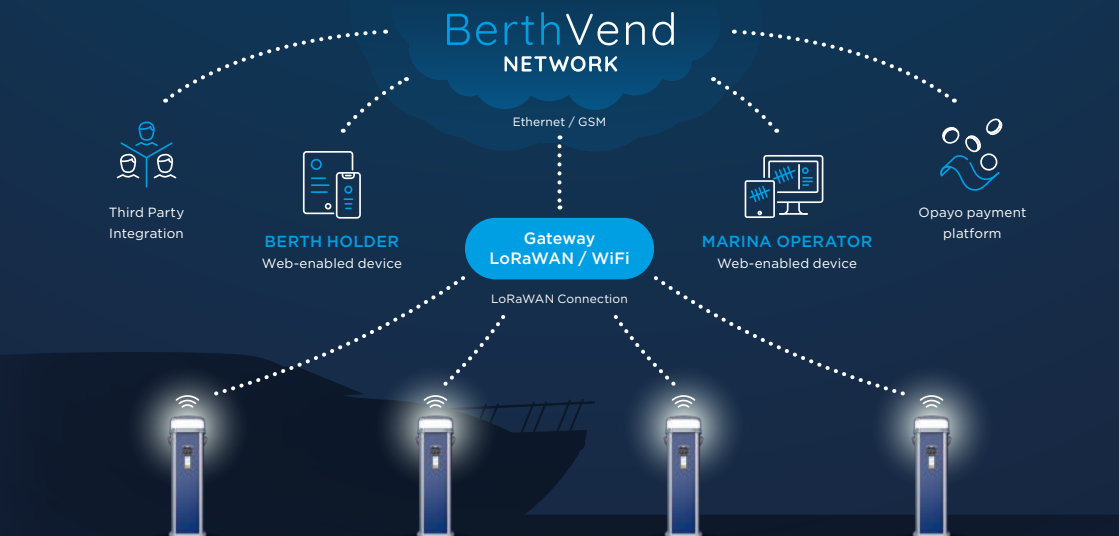 BerthVend
NETWORK
Ethernet / GSM
Third Party
Integration
BERTH HOLDER
Web-enabled device
Gateway
LoRaWAN / WiFi
MARINA OPERATOR
Web-enabled device
Opayo payment
platform
LoRaWAN Connection